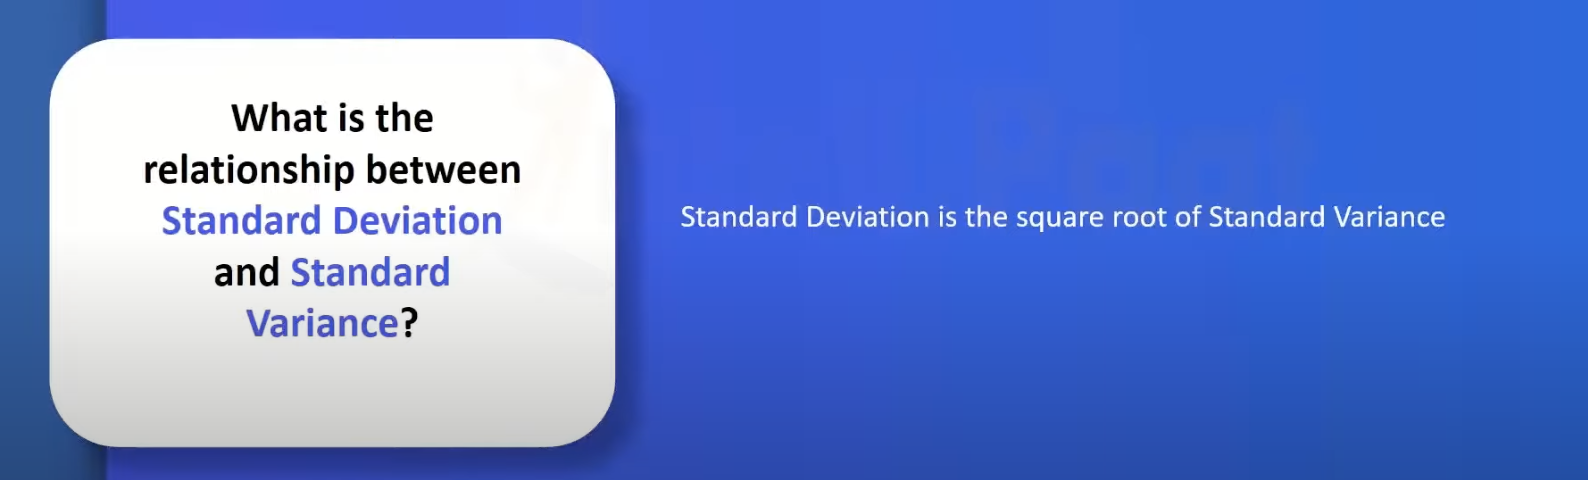 What is the
relationship between
Standard Deviation
and Standard
Variance?
Standard Deviation is the square root of Standard Variance